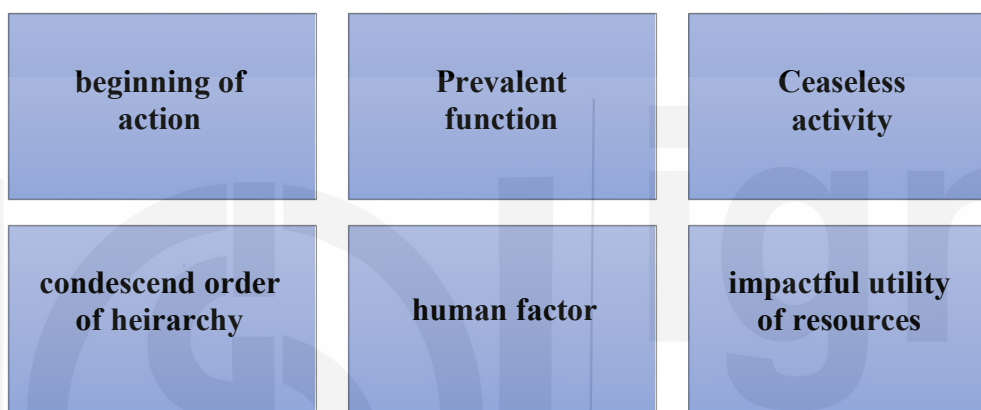 beginning of
action
Prevalent
function
Ceaseless
activity
condescend order
of heirarchy
human factor
impactful utility
of resources